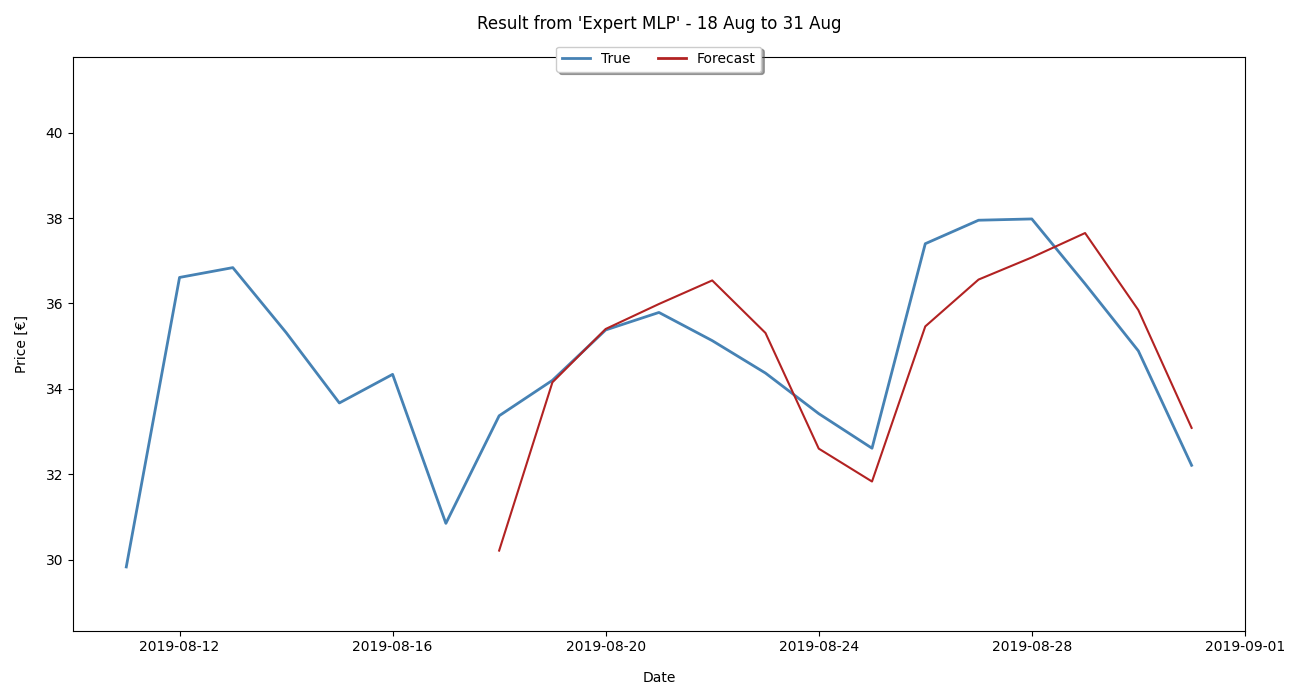 Result from 'Expert MLP' - 18 Aug to 31 Aug
True Forecast
Price [€]
40
38
36
34
32
30
2019-08-12 2019-08-16 2019-08-20 2019-08-24 2019-08-28 2019-09-01
Date